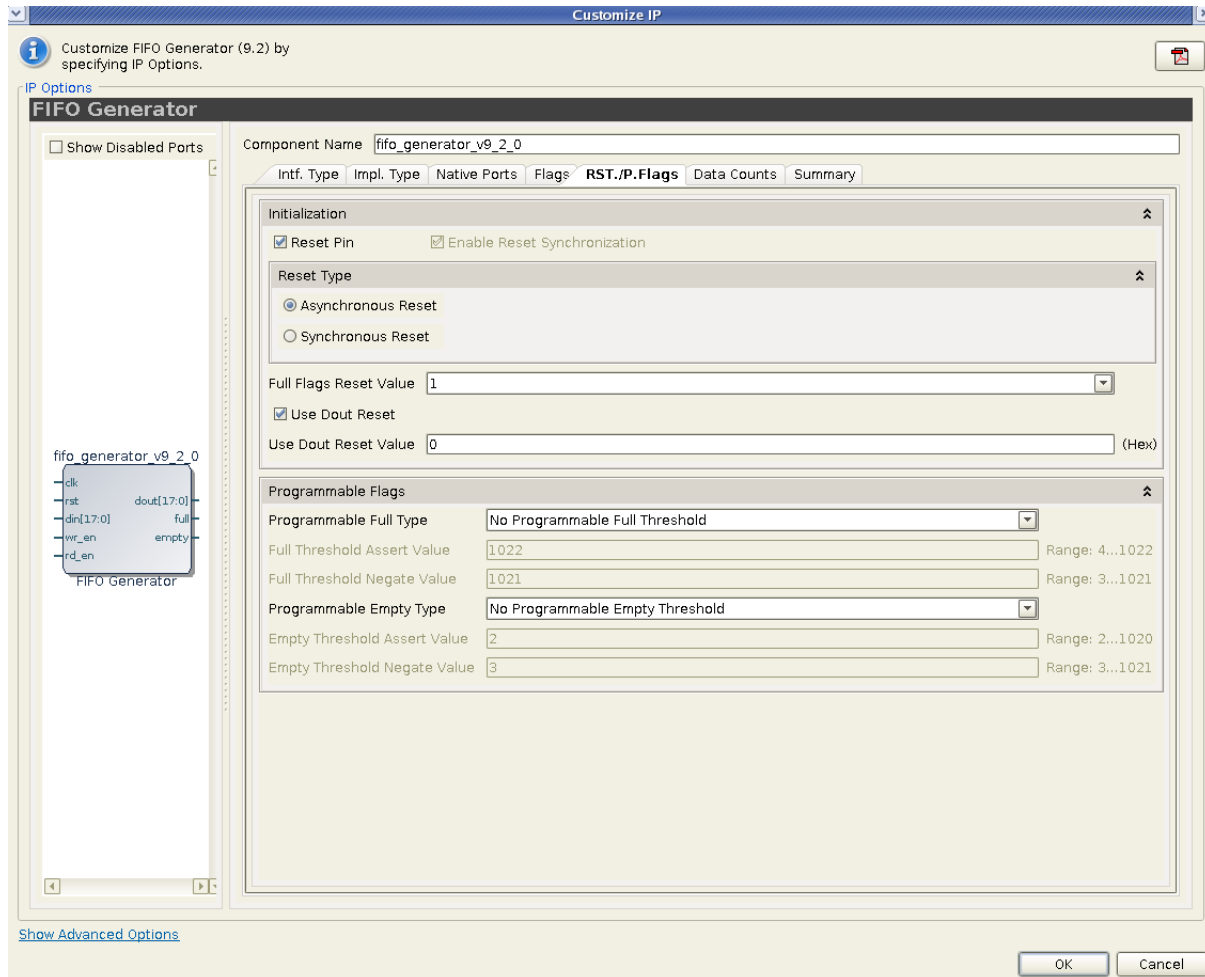 Customize IP
Customize FIFO Generator (9.2) by
specifying IP Options.
IP Options
FIFO Generator
Show Disabled Ports
Component Name fifo_generator_v9_2_0
Intf. Type Impl. Type Native Ports Flags RST./P.Flags Data Counts Summary
Initialization
Reset Pin Enable Reset Synchronization
Reset Type
Asynchronous Reset
Synchronous Reset
Full Flags Reset Value 1
Use Dout Reset
Use Dout Reset Value 0 (Hex)
fifo_generator_v9_2_0
clk
rst dout[17:0]
din[17:0] full
wr_en empty
rd_en
FIFO Generator
Programmable Flags
Programmable Full Type No Programmable Full Threshold
Full Threshold Assert Value 1022 Range: 4...1022
Full Threshold Negate Value 1021 Range: 3...1021
Programmable Empty Type No Programmable Empty Threshold
Empty Threshold Assert Value 2 Range: 2...1020
Empty Threshold Negate Value 3 Range: 3...1021
Show Advanced Options
OK Cancel